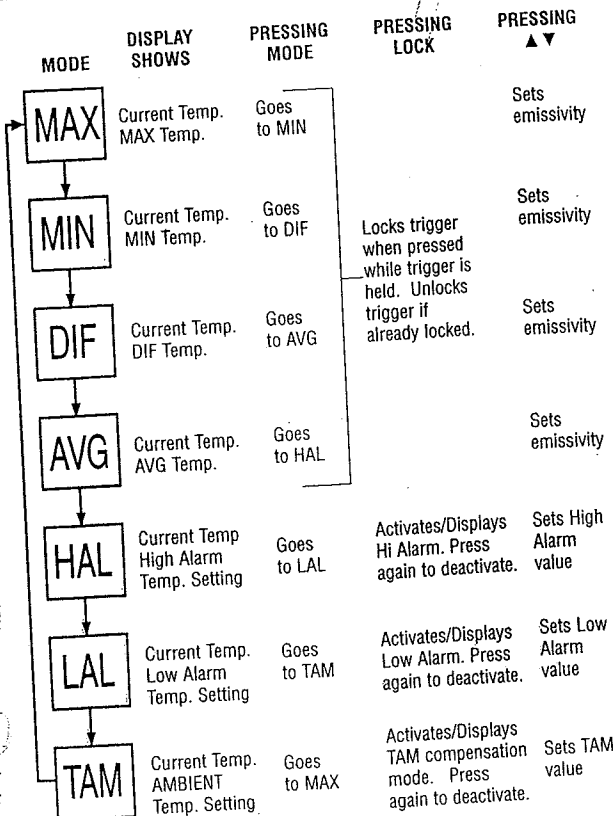 MODE DISPLAY SHOWS PRESSING MODE PRESSING LOCK PRESSING ▲▼
MAX
Current Temp.
MAX Temp.
Goes
to MIN
Sets
emissivity
MIN
Current Temp.
MIN Temp.
Goes
to DIF
Locks trigger
when pressed
while trigger is
held. Unlocks
trigger if
already locked.
Sets
emissivity
DIF
Current Temp.
DIF Temp.
Goes
to AVG
Sets
emissivity
AVG
Current Temp.
AVG Temp.
Goes
to HAL
Sets
emissivity
HAL
Current Temp
High Alarm
Temp. Setting
Goes
to LAL
Activates/Displays
Hi Alarm. Press
again to deactivate.
Sets High
Alarm
value
LAL
Current Temp.
Low Alarm
Temp. Setting
Goes
to TAM
Activates/Displays
Low Alarm. Press
again to deactivate.
Sets Low
Alarm
value
TAM
Current Temp.
AMBIENT
Temp. Setting
Goes
to MAX
Activates/Displays
TAM compensation
mode. Press
again to deactivate.
Sets TAM
value